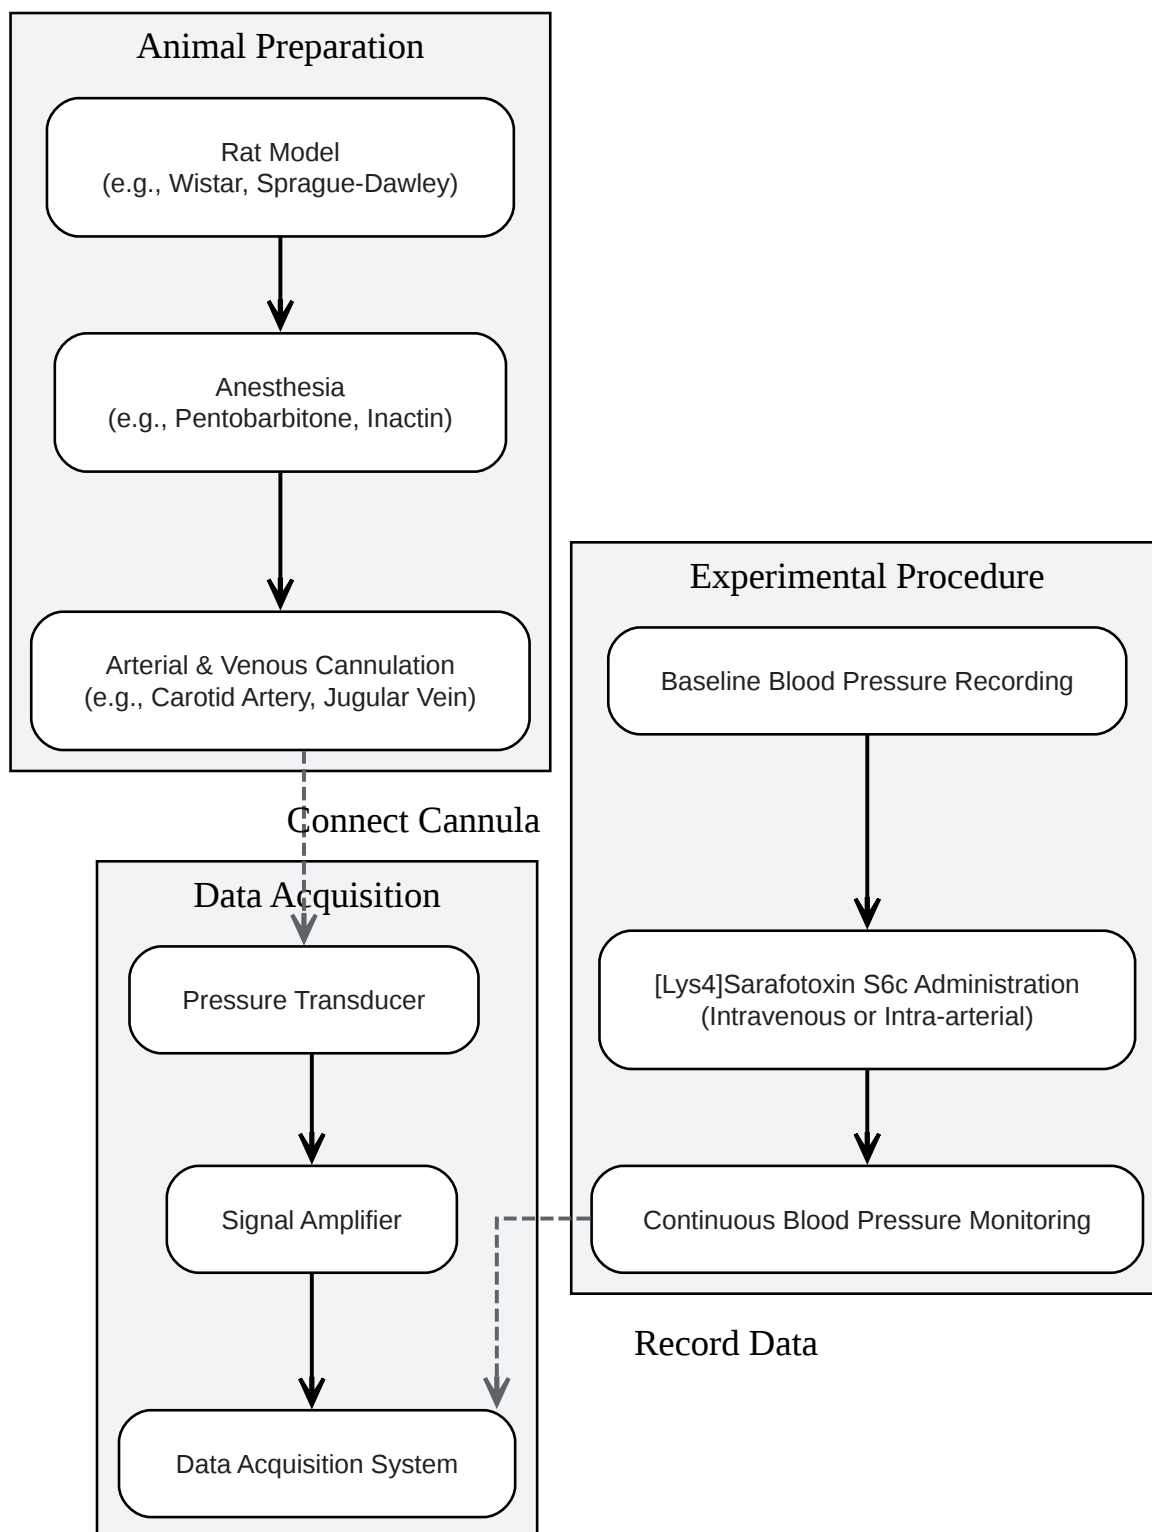 Animal Preparation
Rat Model
(e.g., Wistar, Sprague-Dawley)
Anesthesia
(e.g., Pentobarbitone, Inactin)
Arterial & Venous Cannulation
(e.g., Carotid Artery, Jugular Vein)
Connect Cannula
Data Acquisition
Pressure Transducer
Signal Amplifier
Data Acquisition System
Experimental Procedure
Baseline Blood Pressure Recording
[Lys4]Sarafotoxin S6c Administration
(Intravenous or Intra-arterial)
Continuous Blood Pressure Monitoring
Record Data